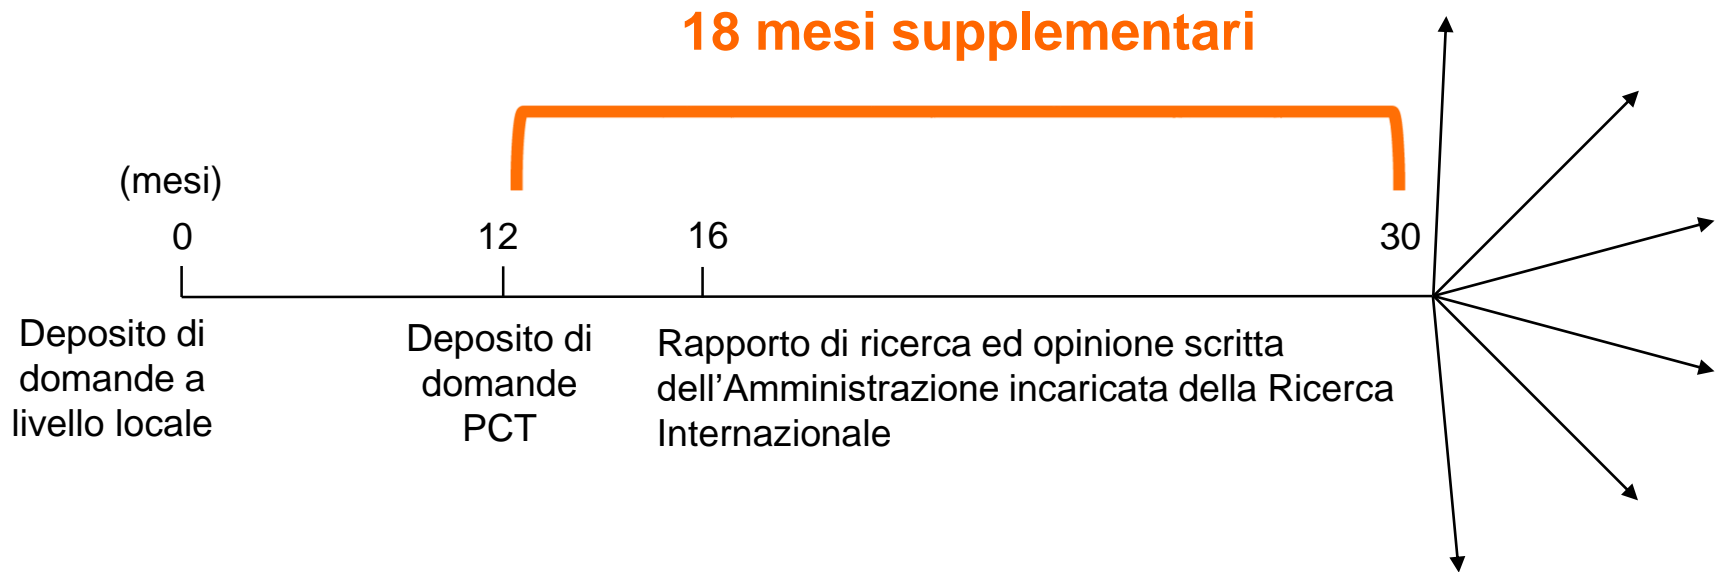 18 mesi supplementari
(mesi)
0
12
16
30
Deposito di
domande a
livello locale
Deposito di
domande
PCT
Rapporto di ricerca ed opinione scritta
dell’Amministrazione incaricata della Ricerca
Internazionale